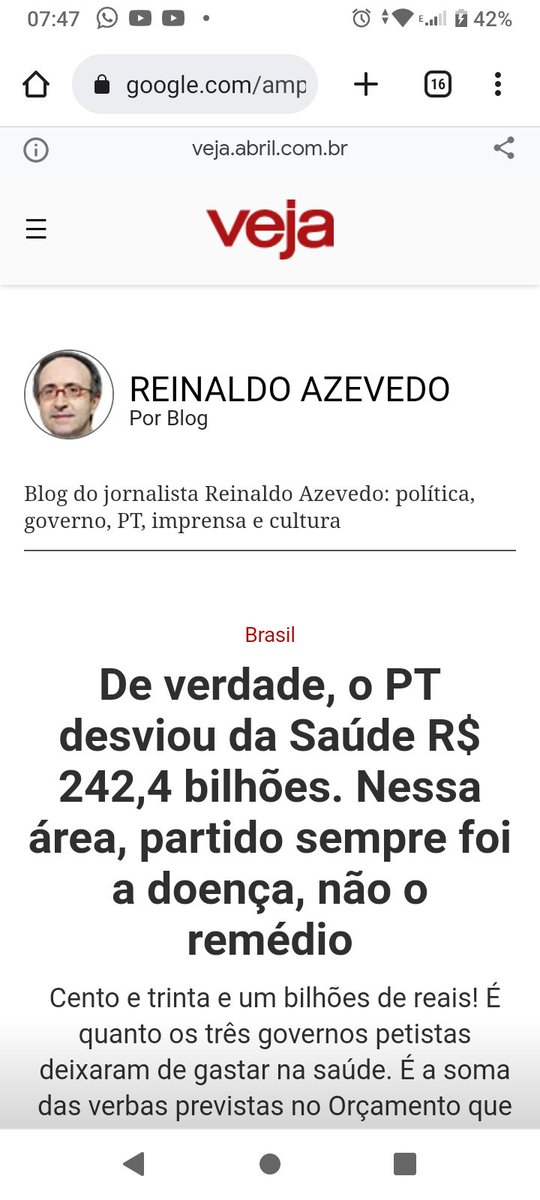 07:47
42%
google.com/amp
16
veja.abril.com.br
veja
REINALDO AZEVEDO
Por Blog
Blog do jornalista Reinaldo Azevedo: política,
governo, PT, imprensa e cultura
Brasil
De verdade, o PT
desviou da Saúde R$
242,4 bilhões. Nessa
área, partido sempre foi
a doença, não o
remédio
Cento e trinta e um bilhões de reais! É
quanto os três governos petistas
deixaram de gastar na saúde. É a soma
das verbas previstas no Orçamento que